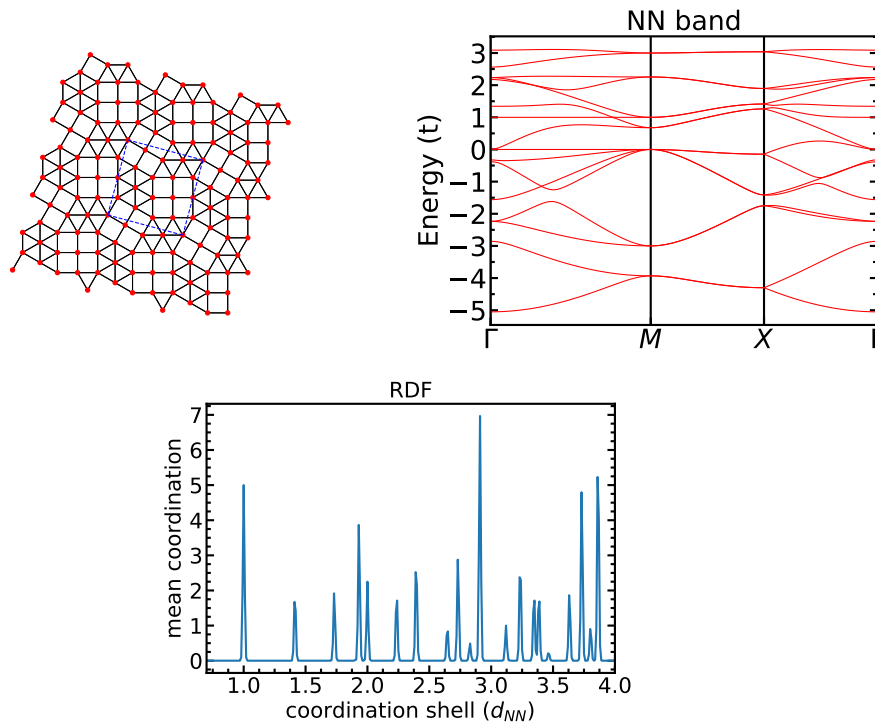 NN band
Energy (t)
3
2
1
0
−1
−2
−3
−4
−5
Γ M X Γ
RDF
mean coordination
7
6
5
4
3
2
1
0
1.0 1.5 2.0 2.5 3.0 3.5 4.0
coordination shell (d_NN)